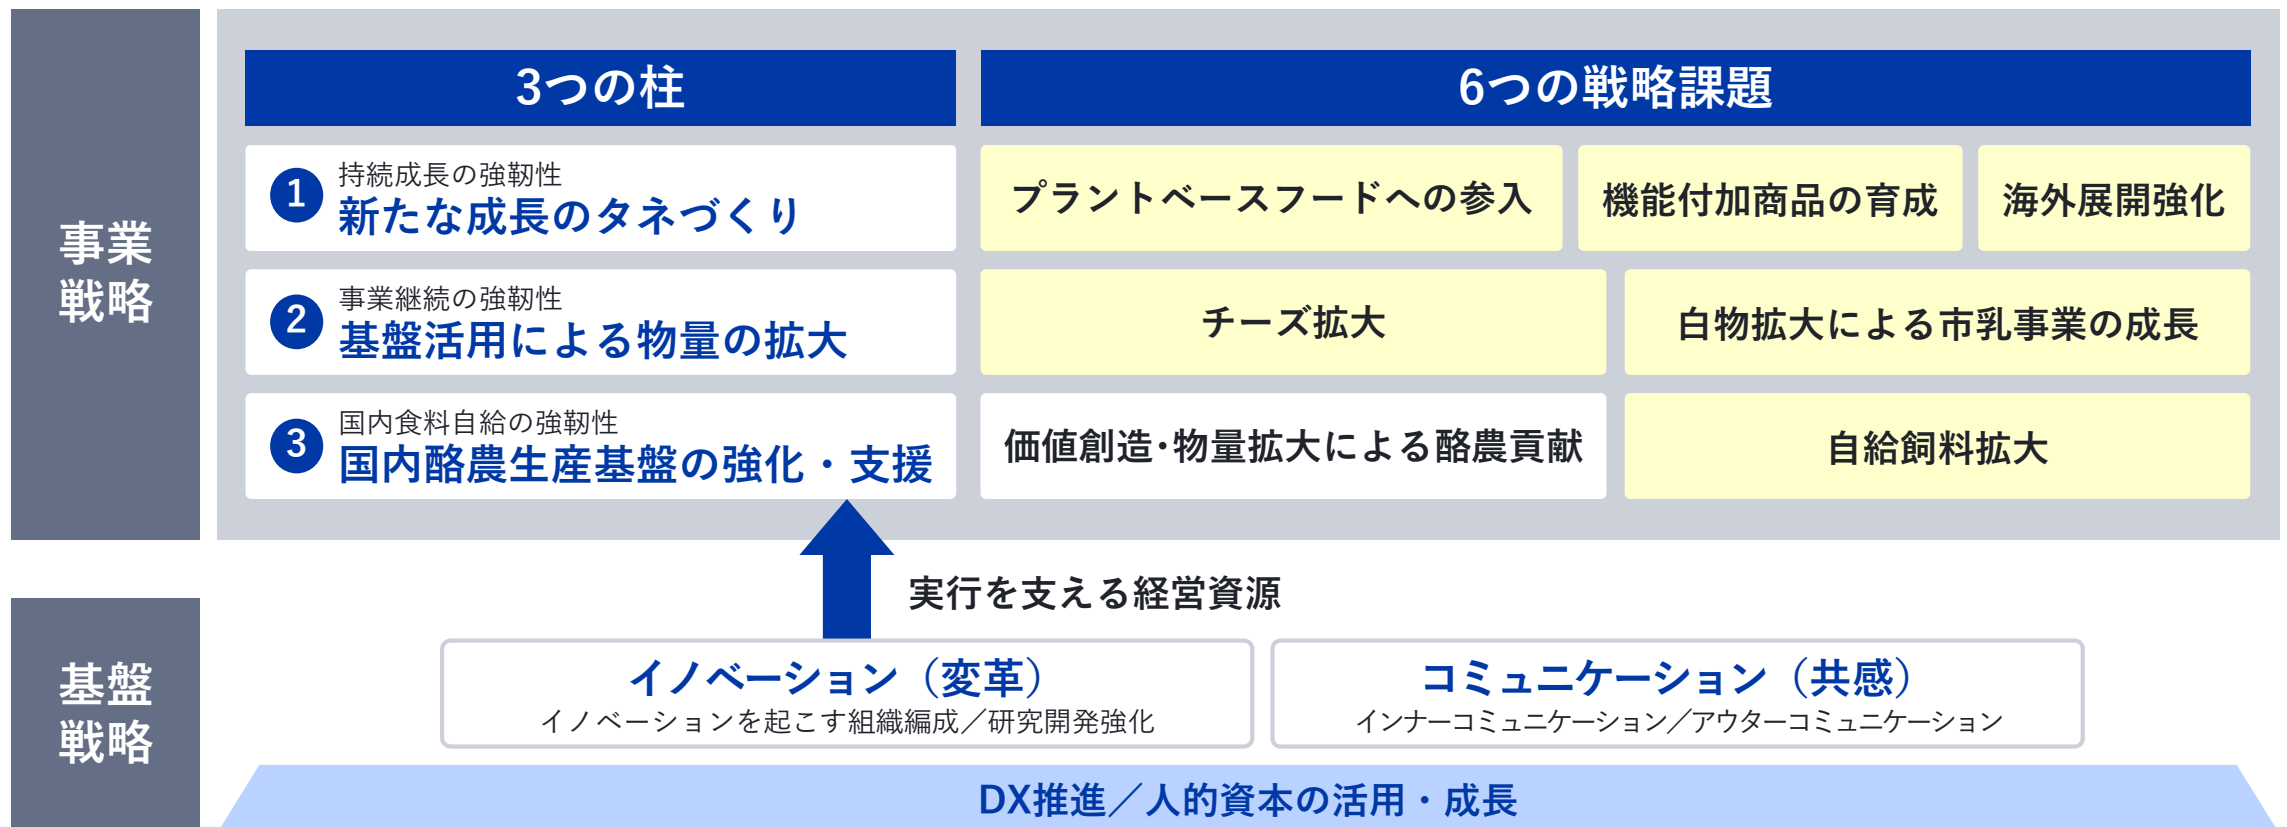 事業
戦略
3つの柱
6つの戦略課題
1
持続成長の強靭性
新たな成長のタネづくり
プラントベースフードへの参入
機能付加商品の育成
海外展開強化
2
事業継続の強靭性
基盤活用による物量の拡大
チーズ拡大
白物拡大による市乳事業の成長
3
国内食料自給の強靭性
国内酪農生産基盤の強化・支援
価値創造・物量拡大による酪農貢献
自給飼料拡大
実行を支える経営資源
基盤
戦略
イノベーション（変革）
イノベーションを起こす組織編成／研究開発強化
コミュニケーション（共感）
インナーコミュニケーション／アウターコミュニケーション
DX推進／人的資本の活用・成長